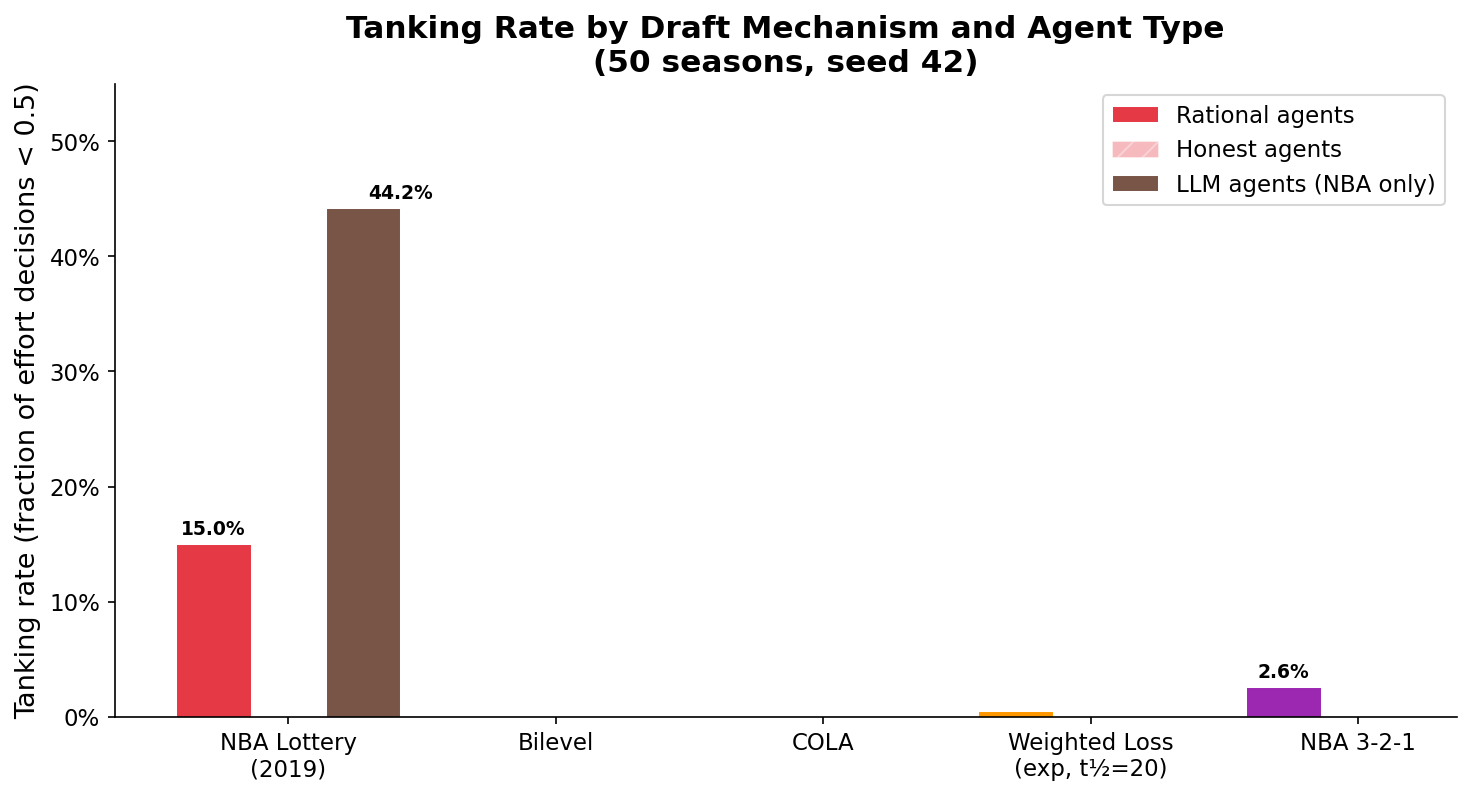 Tanking Rate by Draft Mechanism and Agent Type
(50 seasons, seed 42)
Tanking rate (fraction of effort decisions < 0.5)
50%
40%
30%
20%
10%
0%
Rational agents
Honest agents
LLM agents (NBA only)
15.0%
44.2%
2.6%
NBA Lottery
(2019)
Bilevel
COLA
Weighted Loss
(exp, t½=20)
NBA 3-2-1